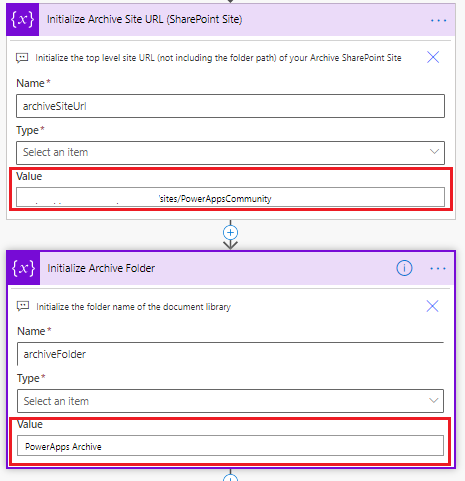 {x} Initialize Archive Site URL (SharePoint Site) ...
Initialize the top level site URL (not including the folder path) of your Archive SharePoint Site
Name *
archiveSiteUrl
Type *
Select an item
Value
/sites/PowerAppsCommunity
{x} Initialize Archive Folder ...
Initialize the folder name of the document library
Name *
archiveFolder
Type *
Select an item
Value
PowerApps Archive